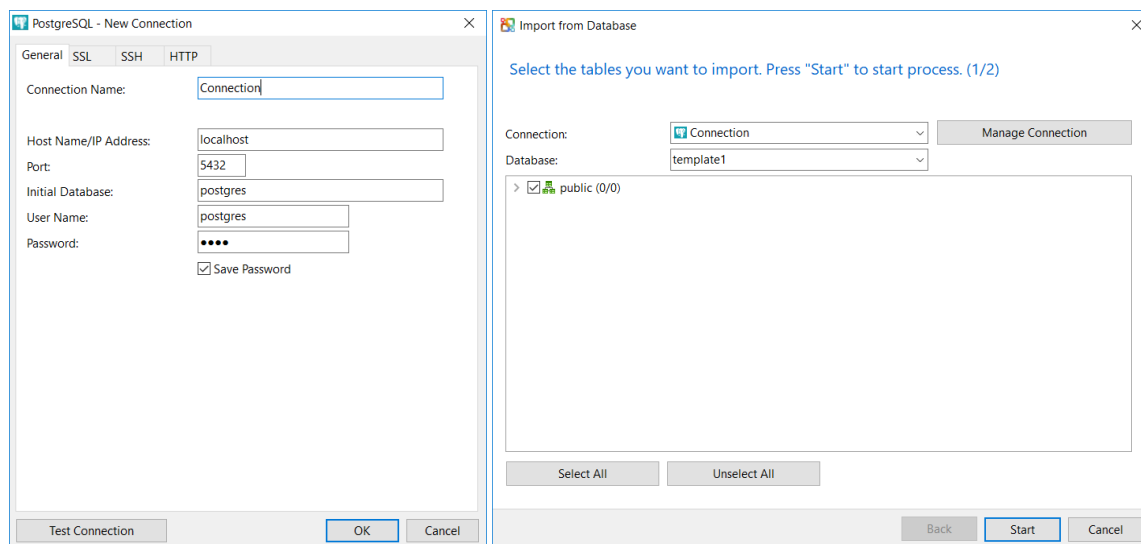 PostgreSQL - New Connection
General SSL SSH HTTP
Connection Name: Connection
Host Name/IP Address: localhost
Port: 5432
Initial Database: postgres
User Name: postgres
Password: ●●●●
Save Password
Test Connection OK Cancel
Import from Database
Select the tables you want to import. Press "Start" to start process. (1/2)
Connection: Connection Manage Connection
Database: template1
public (0/0)
Select All Unselect All
Back Start Cancel